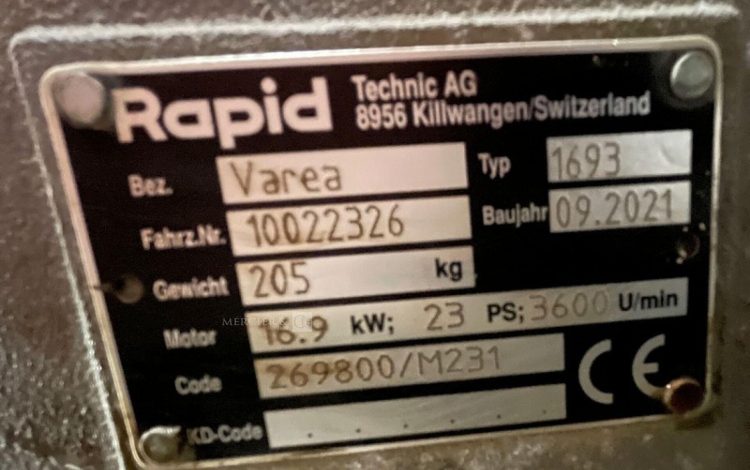 Rapid Technic AG
8956 Killwangen/Switzerland
Bez. Varea Typ 1693
Fahrz.Nr. 10022326 Baujahr 09.2021
Gewicht 205 kg
Motor 16.9 kW; 23 PS; 3600 U/min
Code 269800/M231
KD-Code . . . . . .
CE